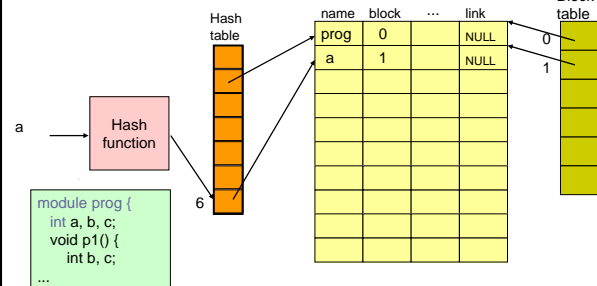 Block
Hash
table
name block ... link
table
prog 0 NULL
0
a 1 NULL
1
a
Hash
function
6
module prog {
int a, b, c;
void p1() {
int b, c;
...